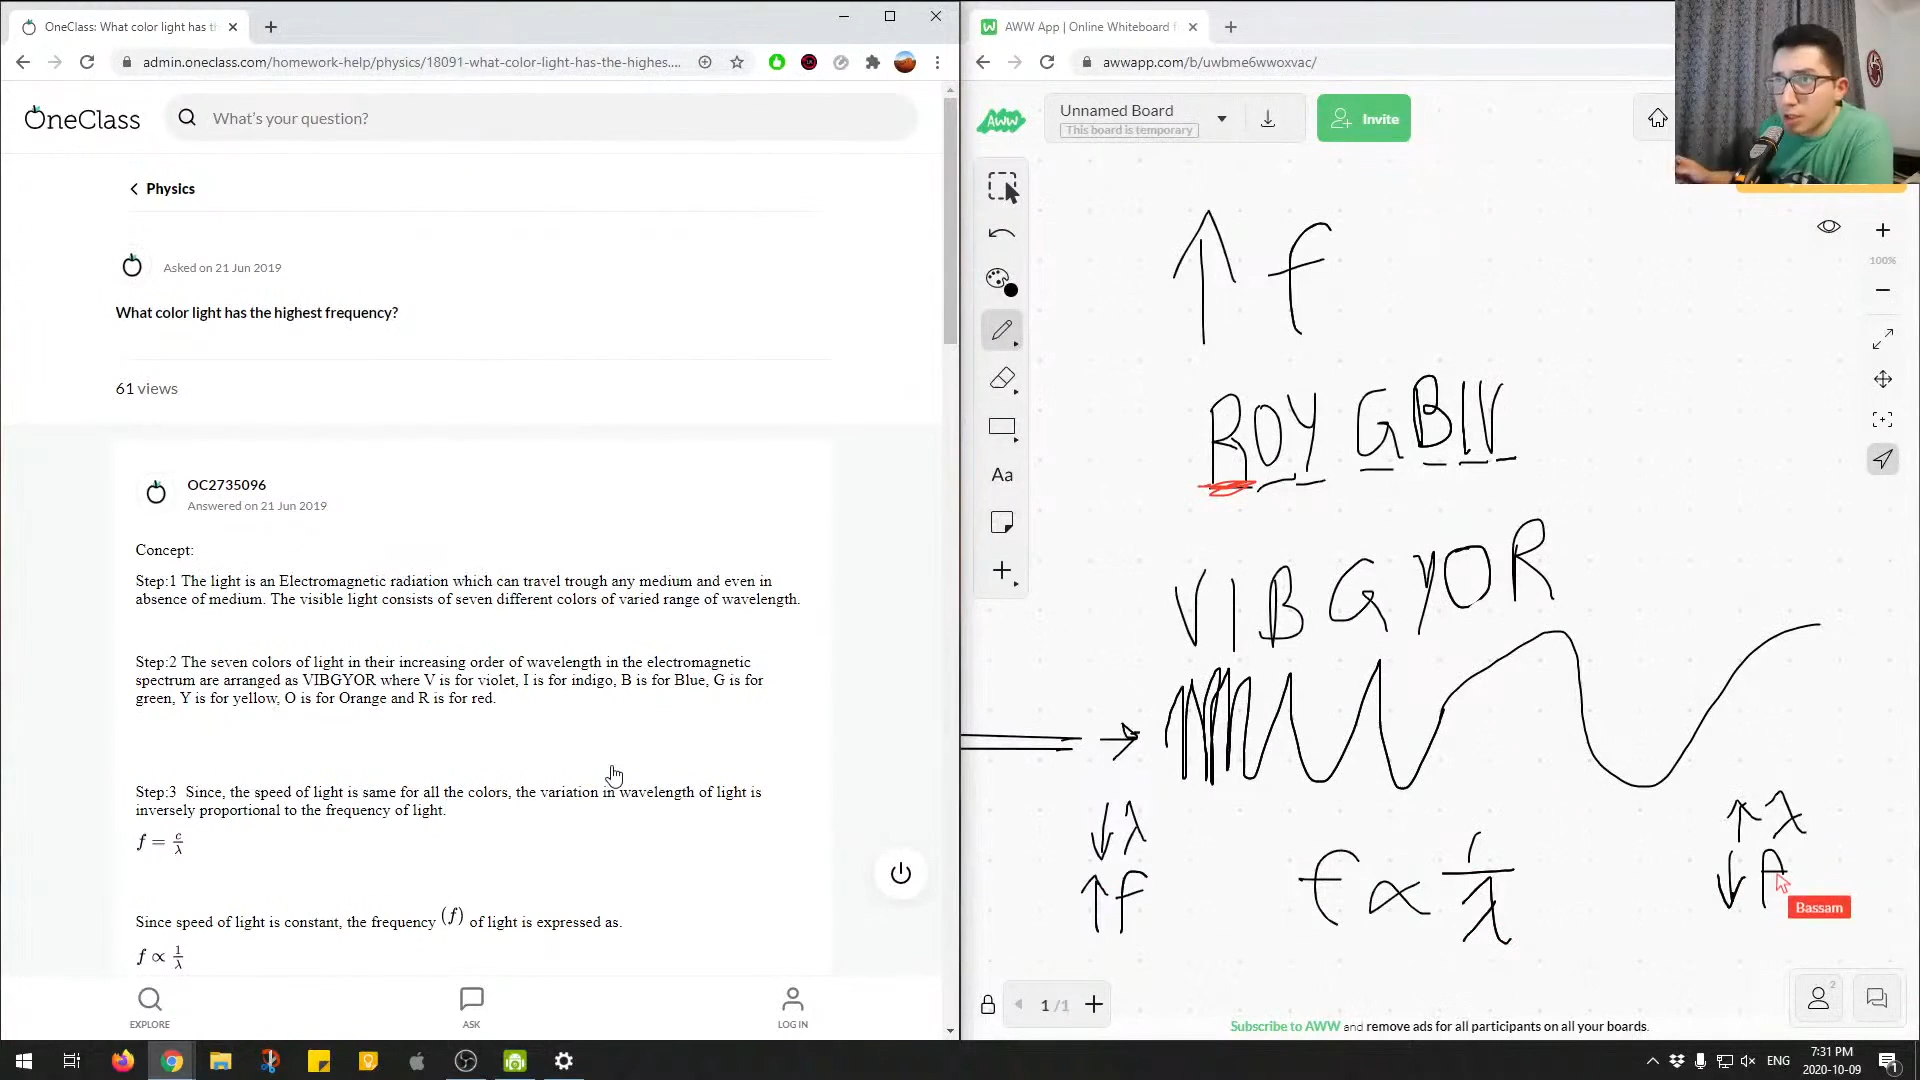 OneClass: What color light has th
AWW App | Online Whiteboard f
admin.oneclass.com/homework-help/physics/18091-what-color-light-has-the-highes....
awwapp.com/b/uwbme6wwoxvac/
OneClass
What's your question?
AWW
Unnamed Board
This board is temporary
Invite
Physics
Asked on 21 Jun 2019
What color light has the highest frequency?
61 views
OC2735096
Answered on 21 Jun 2019
Concept:
Step:1 The light is an Electromagnetic radiation which can travel trough any medium and even in
absence of medium. The visible light consists of seven different colors of varied range of wavelength.
Step:2 The seven colors of light in their increasing order of wavelength in the electromagnetic
spectrum are arranged as VIBGYOR where V is for violet, I is for indigo, B is for Blue, G is for
green, Y is for yellow, O is for Orange and R is for red.
Step:3 Since, the speed of light is same for all the colors, the variation in wavelength of light is
inversely proportional to the frequency of light.
f = c/λ
Since speed of light is constant, the frequency (f) of light is expressed as.
f ∝ 1/λ
EXPLORE
ASK
LOG IN
100%
Aa
↑ f
ROY GBIV
VIBGYOR
↓ λ
↑ f
f ∝ 1/λ
↑ λ
↓ f
Bassam
1 /1
2
Subscribe to AWW and remove ads for all participants on all your boards.
ENG
7:31 PM
2020-10-09
1